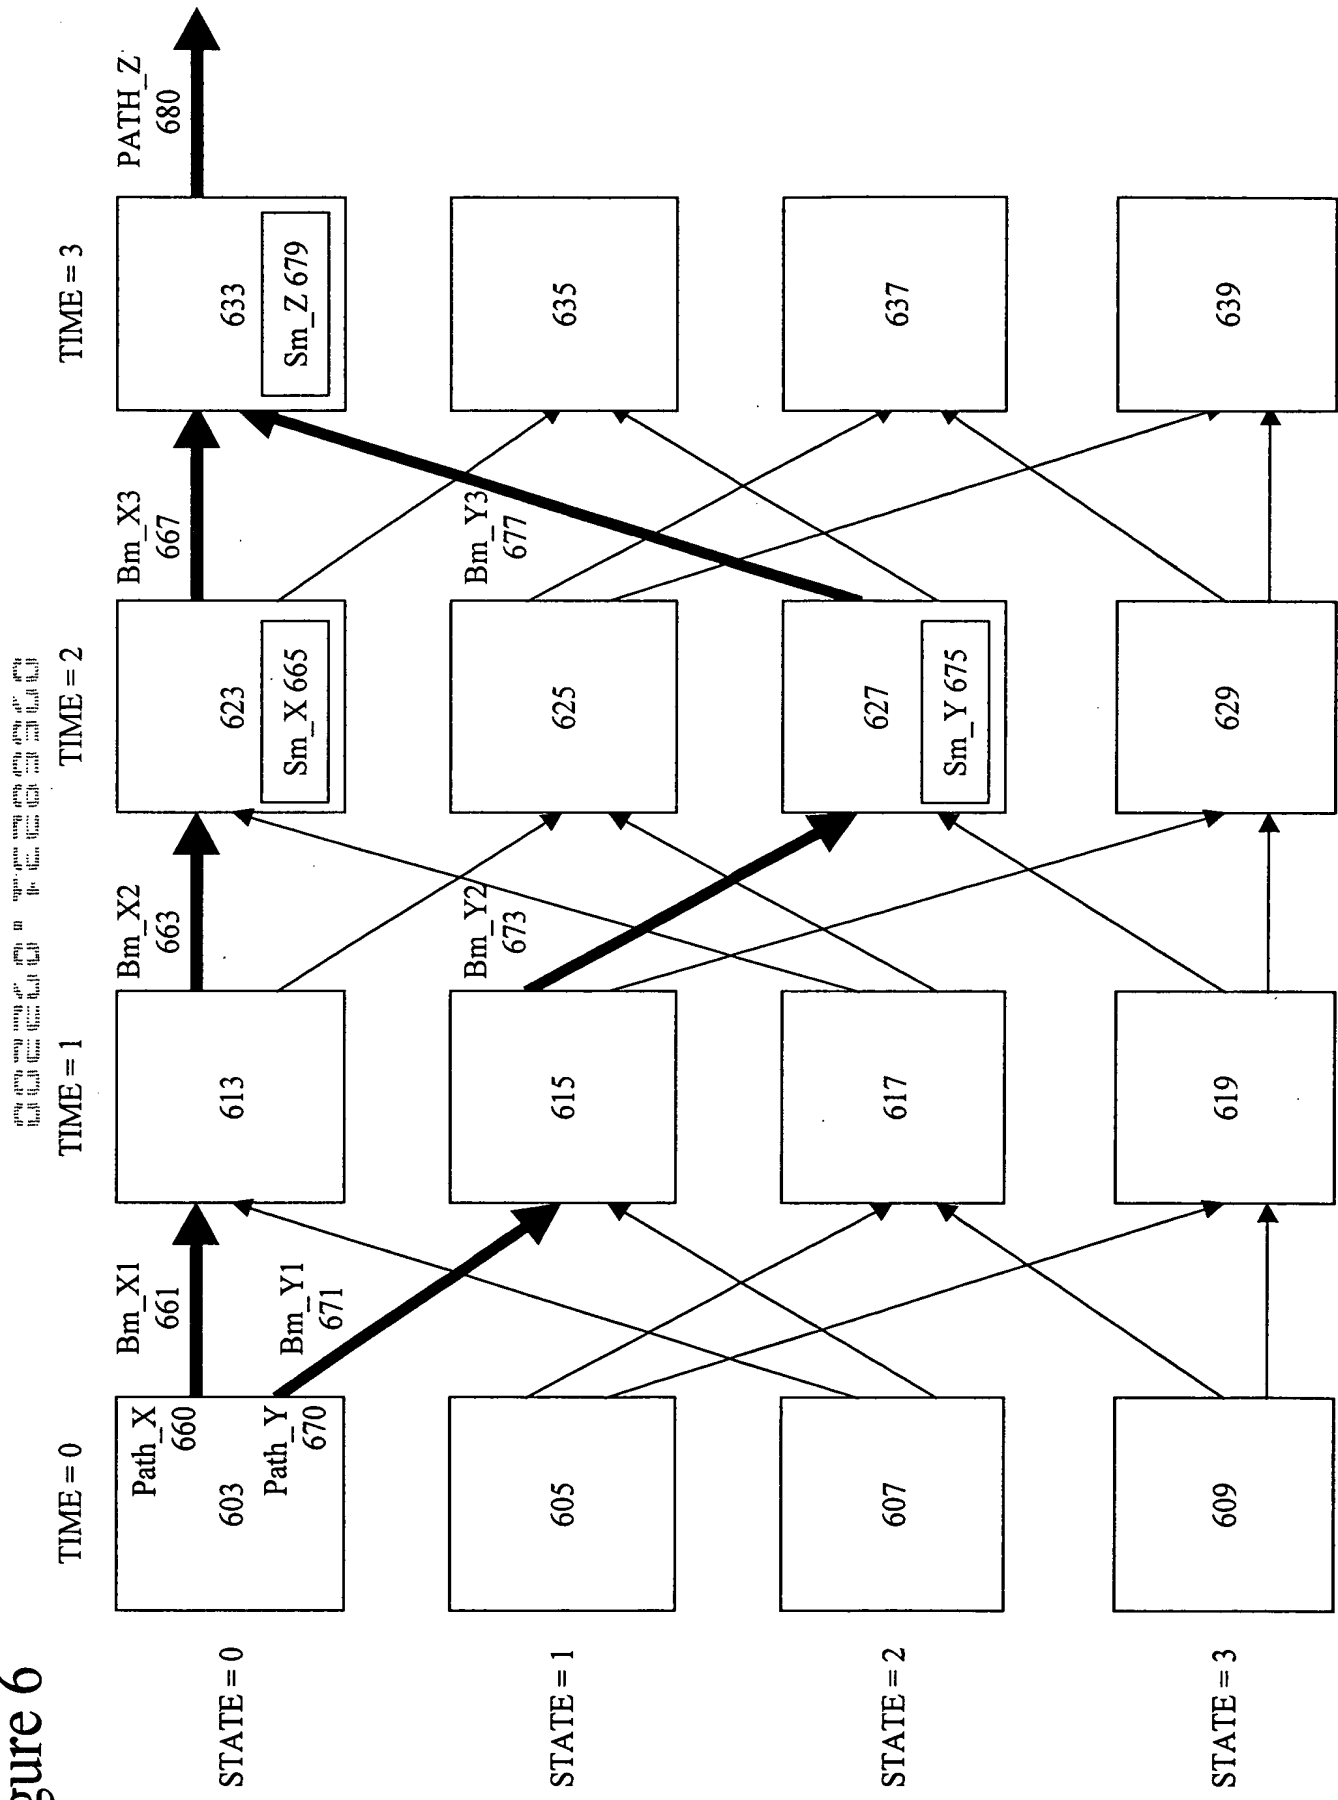 gure 6
TIME = 0
TIME = 1
TIME = 2
TIME = 3
STATE = 0
Path_X
660
603
Path_Y
670
Bm_X1
661
Bm_Y1
671
613
Bm_X2
663
623
Sm_X 665
Bm_X3
667
633
Sm_Z 679
PATH_Z
680
STATE = 1
605
615
Bm_Y2
673
625
Bm_Y3
677
635
STATE = 2
607
617
627
Sm_Y 675
637
STATE = 3
609
619
629
639